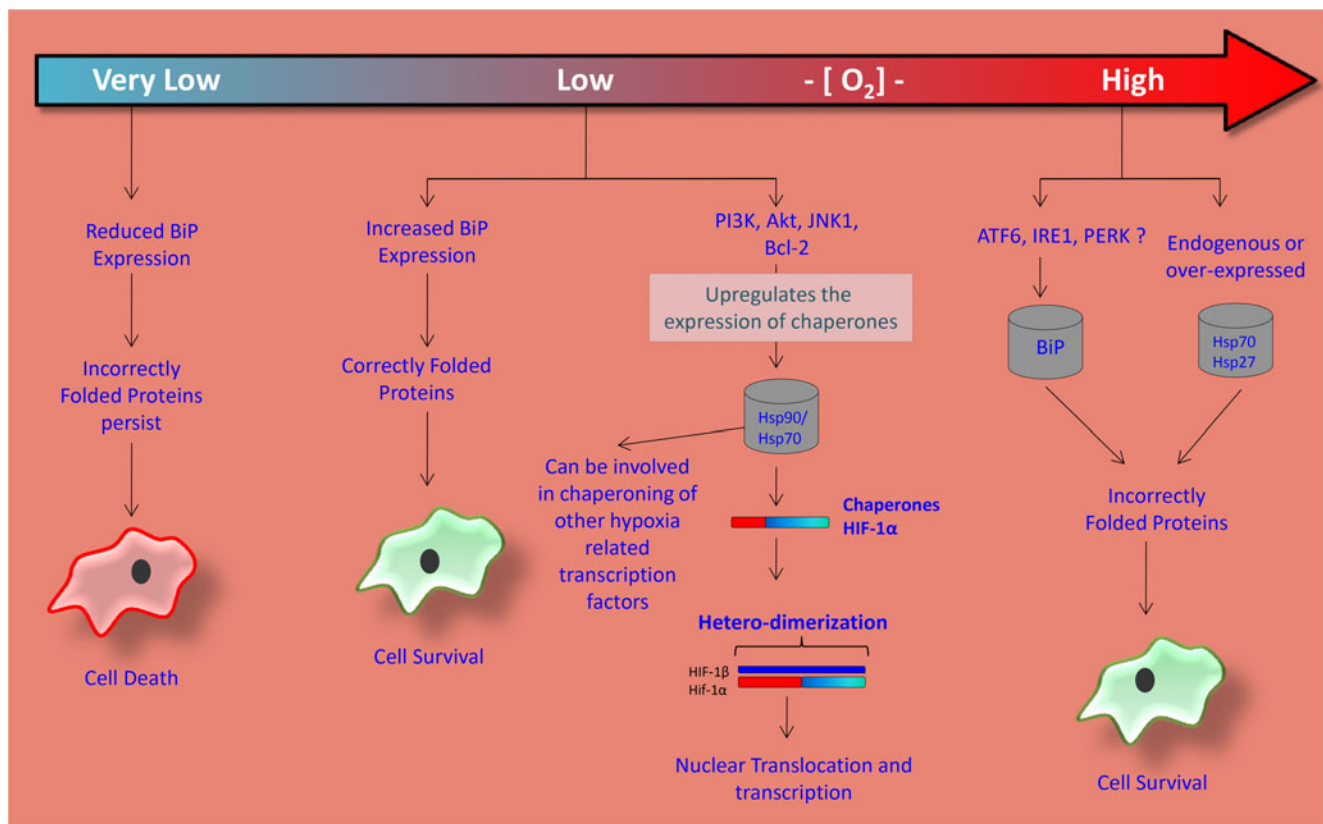 Very Low
Low
- [ O₂] -
High
Reduced BiP
Expression
Incorrectly
Folded Proteins
persist
Cell Death
Increased BiP
Expression
Correctly Folded
Proteins
Cell Survival
PI3K, Akt, JNK1,
Bcl-2
Upregulates the
expression of chaperones
Hsp90/
Hsp70
Can be involved
in chaperoning of
other hypoxia
related
transcription
factors
Chaperones
HIF-1α
Hetero-dimerization
HIF-1β
Hif-1α
Nuclear Translocation and
transcription
ATF6, IRE1, PERK ?
BiP
Endogenous or
over-expressed
Hsp70
Hsp27
Incorrectly
Folded Proteins
Cell Survival